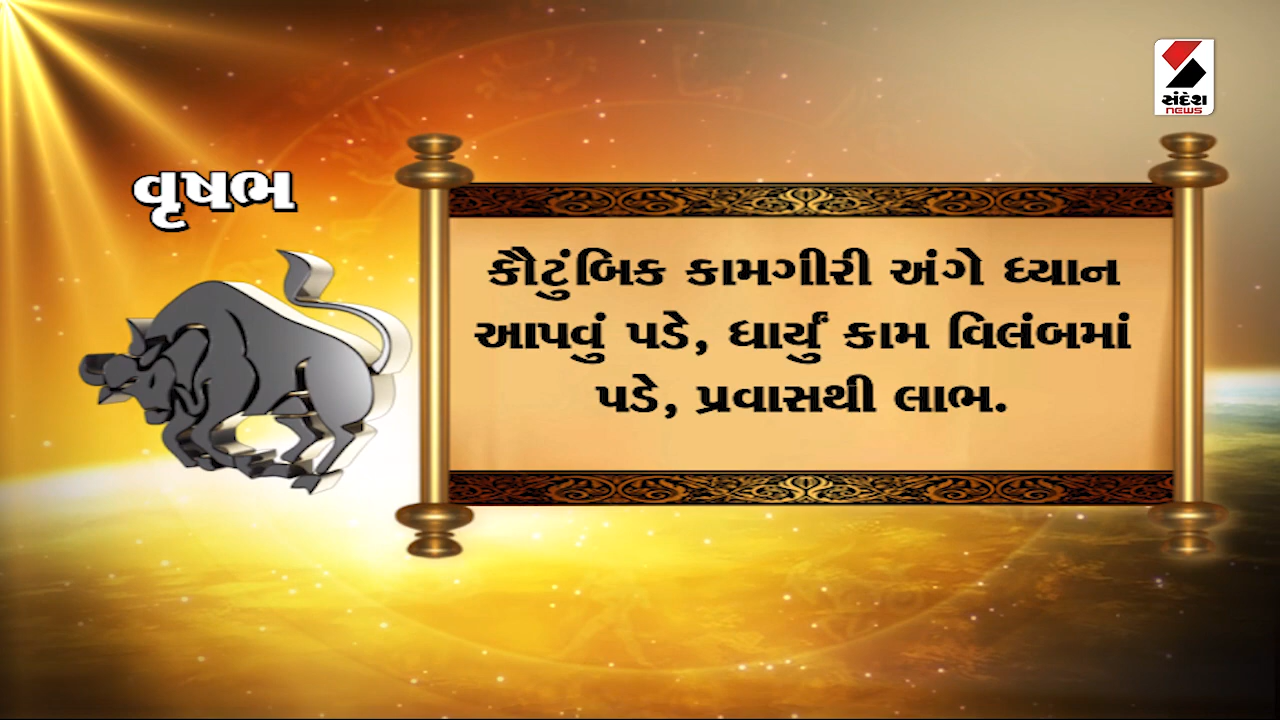 સંદેશ
NEWS
વૃષભ
કૌટુંબિક કામગીરી અંગે ધ્યાન
આપવું પડે, ધાર્યું કામ વિલંબમાં
પડે, પ્રવાસથી લાભ.